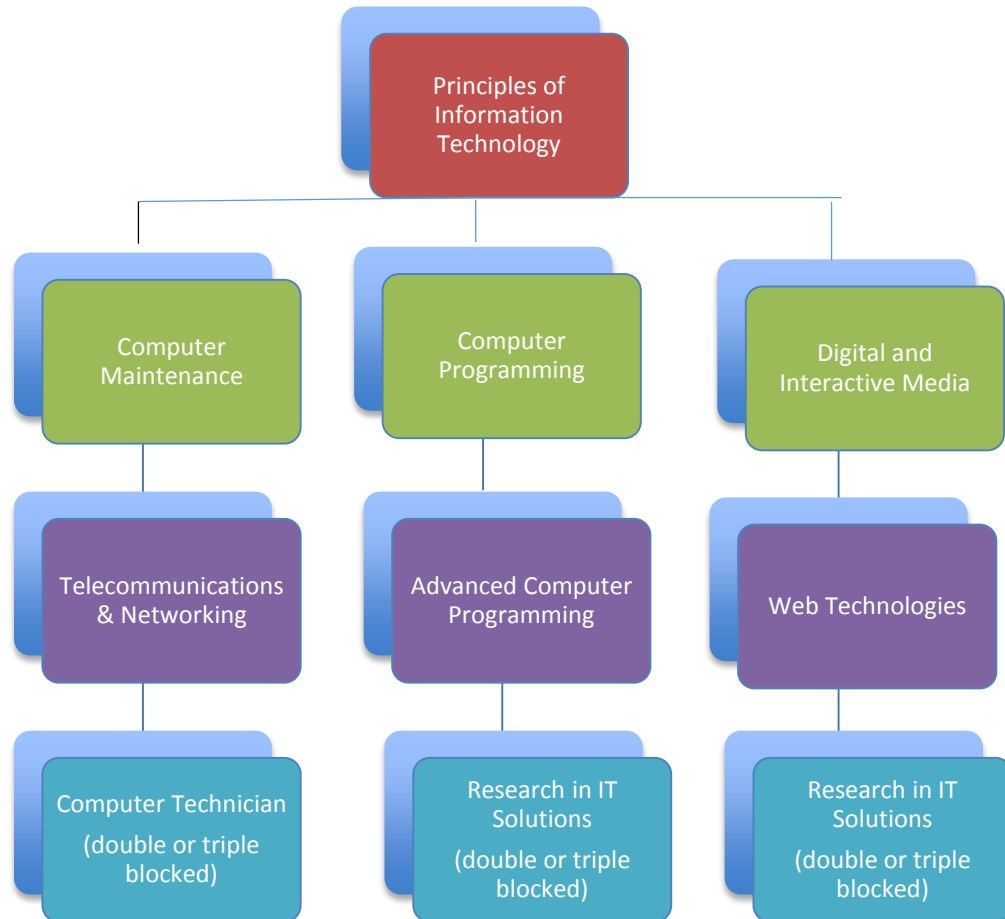 Principles of
Information
Technology
Computer
Maintenance
Computer
Programming
Digital and
Interactive Media
Telecommunications
& Networking
Advanced Computer
Programming
Web Technologies
Computer Technician
(double or triple
blocked)
Research in IT
Solutions
(double or triple
blocked)
Research in IT
Solutions
(double or triple
blocked)